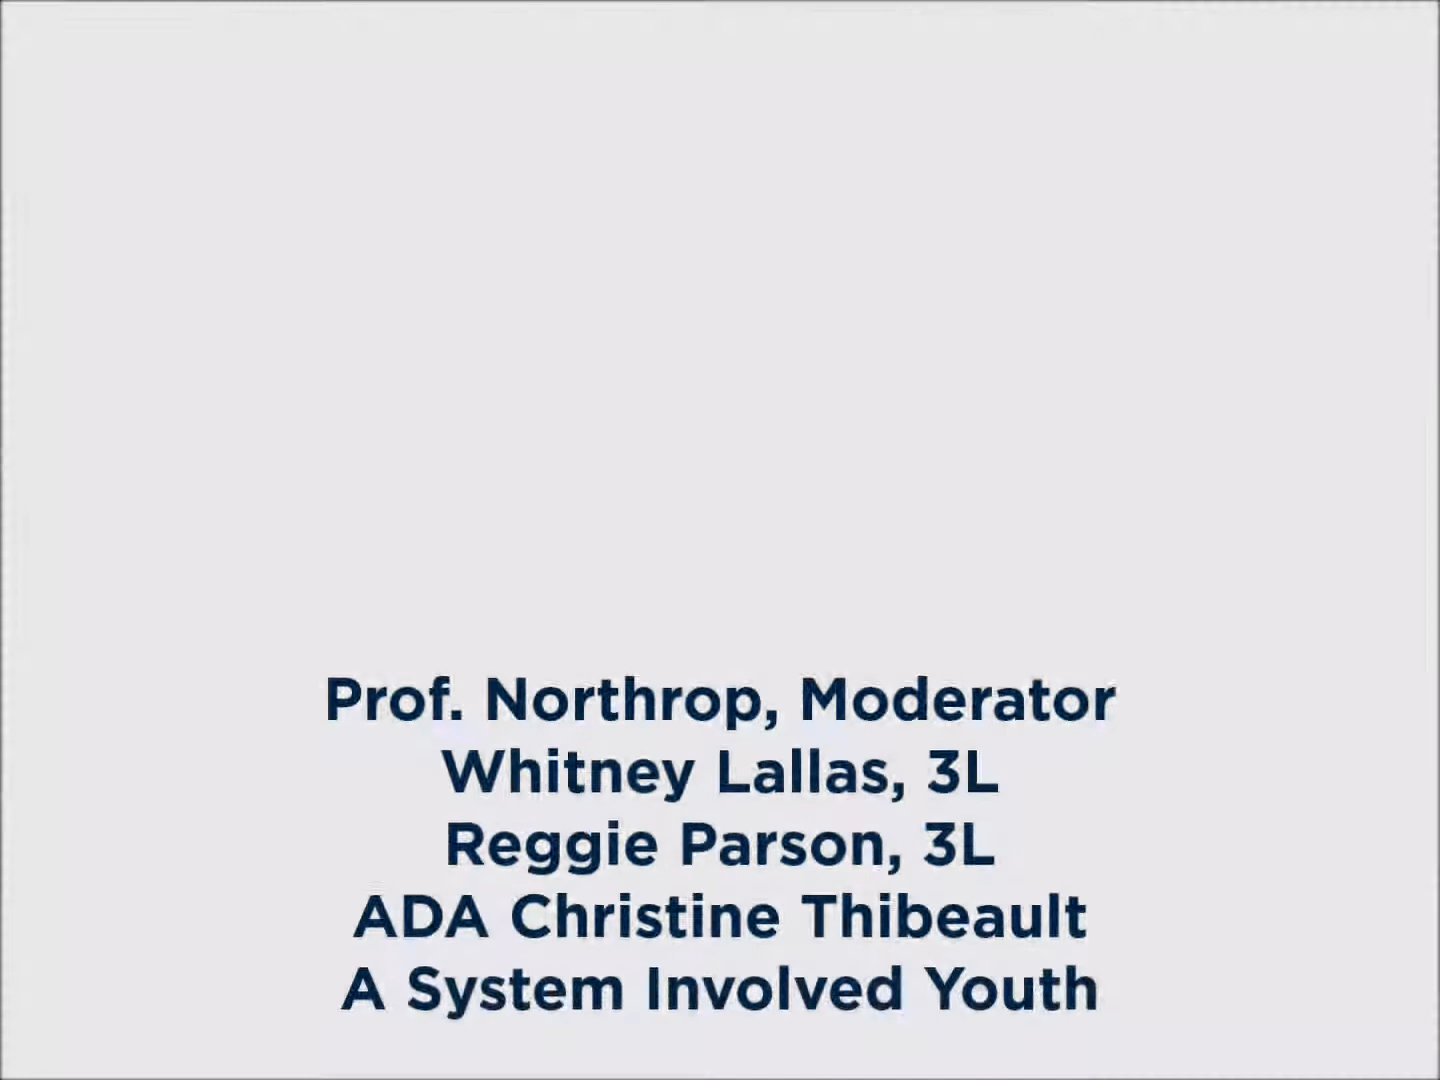 Prof. Northrop, Moderator
Whitney Lallas, 3L
Reggie Parson, 3L
ADA Christine Thibeault
A System Involved Youth